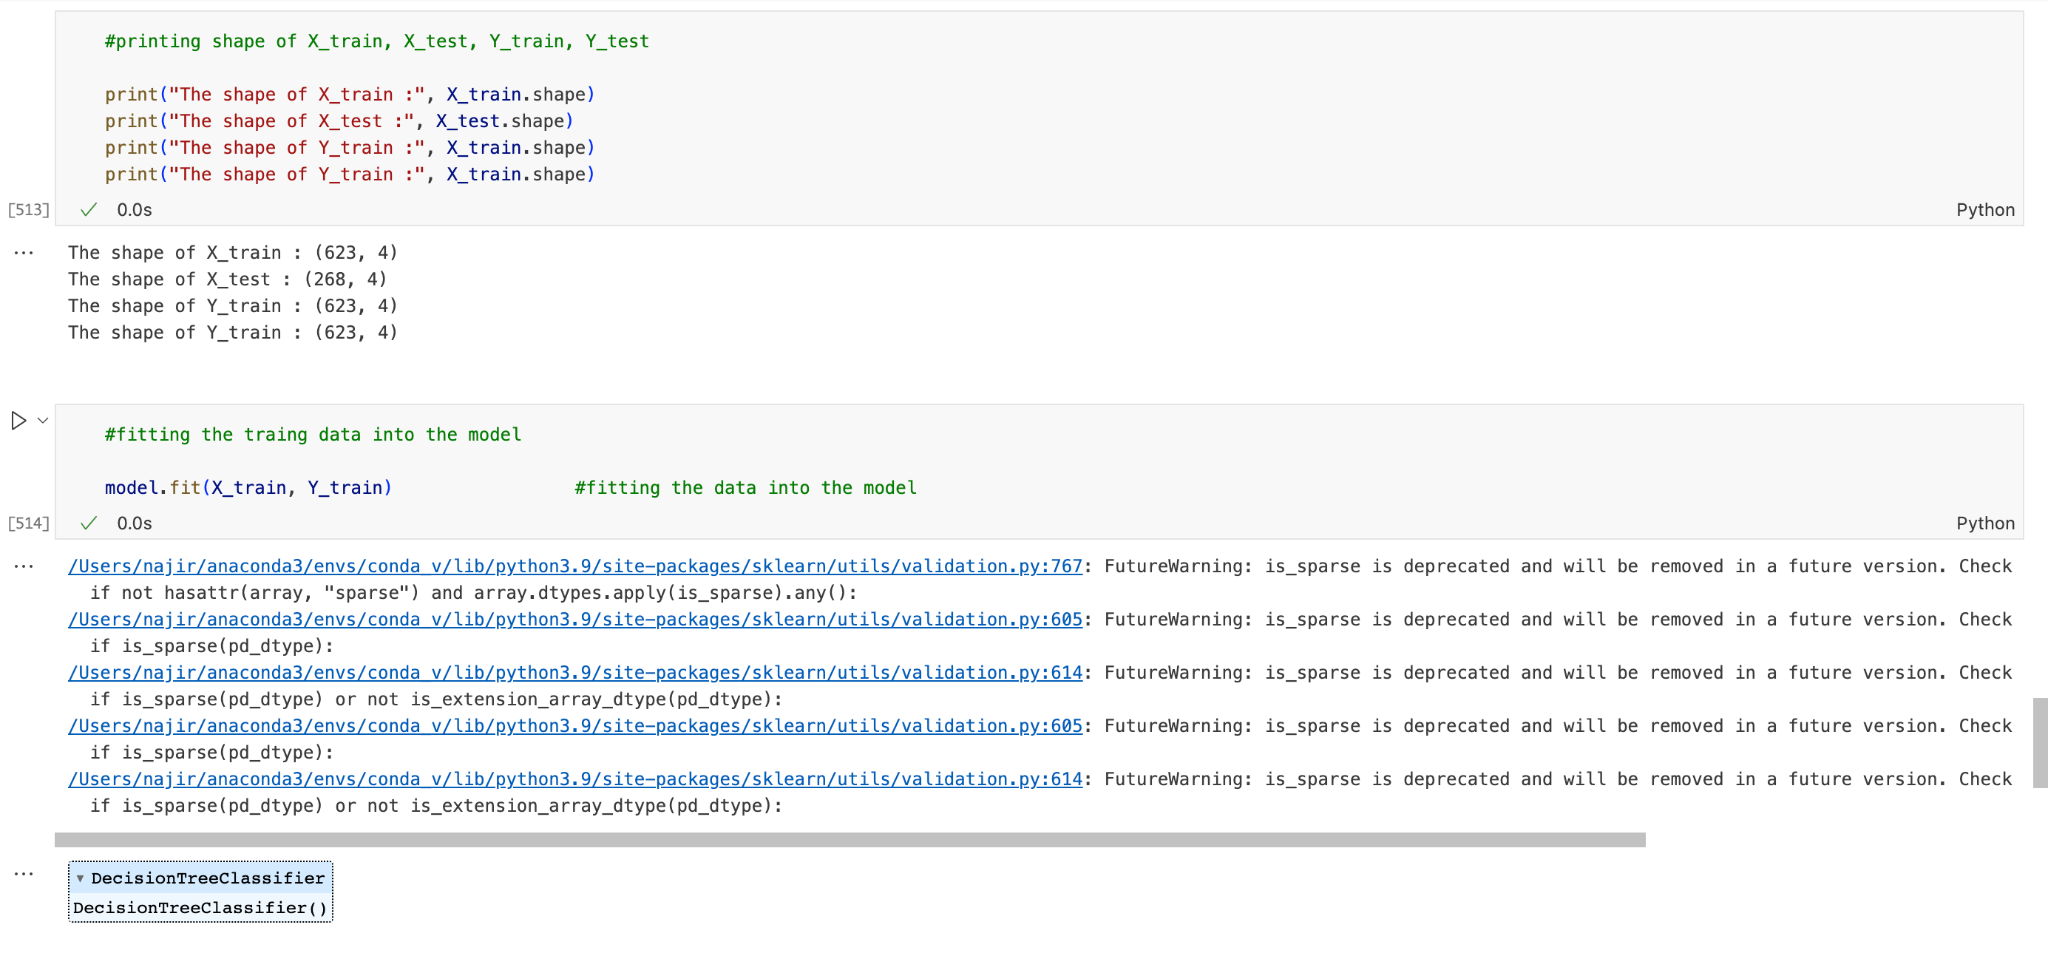 #printing shape of X_train, X_test, Y_train, Y_test
print("The shape of X_train :", X_train.shape)
print("The shape of X_test :", X_test.shape)
print("The shape of Y_train :", X_train.shape)
print("The shape of Y_train :", X_train.shape)
[513] 0.0s Python
... The shape of X_train : (623, 4)
The shape of X_test : (268, 4)
The shape of Y_train : (623, 4)
The shape of Y_train : (623, 4)
#fitting the traing data into the model
model.fit(X_train, Y_train) #fitting the data into the model
[514] 0.0s Python
... /Users/najir/anaconda3/envs/conda_v/lib/python3.9/site-packages/sklearn/utils/validation.py:767: FutureWarning: is_sparse is deprecated and will be removed in a future version. Check
if not hasattr(array, "sparse") and array.dtypes.apply(is_sparse).any():
/Users/najir/anaconda3/envs/conda_v/lib/python3.9/site-packages/sklearn/utils/validation.py:605: FutureWarning: is_sparse is deprecated and will be removed in a future version. Check
if is_sparse(pd_dtype):
/Users/najir/anaconda3/envs/conda_v/lib/python3.9/site-packages/sklearn/utils/validation.py:614: FutureWarning: is_sparse is deprecated and will be removed in a future version. Check
if is_sparse(pd_dtype) or not is_extension_array_dtype(pd_dtype):
/Users/najir/anaconda3/envs/conda_v/lib/python3.9/site-packages/sklearn/utils/validation.py:605: FutureWarning: is_sparse is deprecated and will be removed in a future version. Check
if is_sparse(pd_dtype):
/Users/najir/anaconda3/envs/conda_v/lib/python3.9/site-packages/sklearn/utils/validation.py:614: FutureWarning: is_sparse is deprecated and will be removed in a future version. Check
if is_sparse(pd_dtype) or not is_extension_array_dtype(pd_dtype):
... DecisionTreeClassifier
DecisionTreeClassifier()